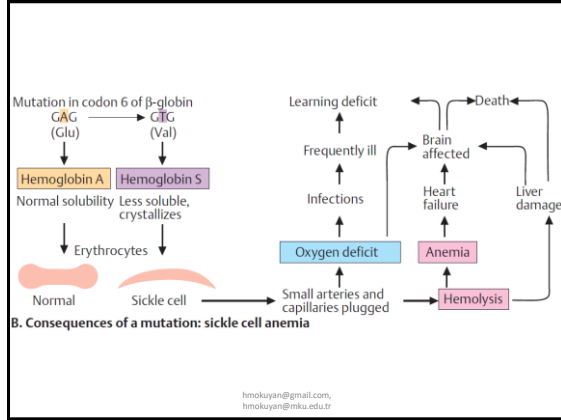 Mutation in codon 6 of β-globin
GAG
GTG
(Glu)
(Val)
Hemoglobin A
Hemoglobin S
Normal solubility
Less soluble,
crystallizes
Erythrocytes
Normal
Sickle cell
Learning deficit
Death
Frequently ill
Brain
affected
Infections
Heart
failure
Liver
damage
Oxygen deficit
Anemia
Small arteries and
capillaries plugged
Hemolysis
B. Consequences of a mutation: sickle cell anemia
hmokuyan@gmail.com,
hmokuyan@mku.edu.tr